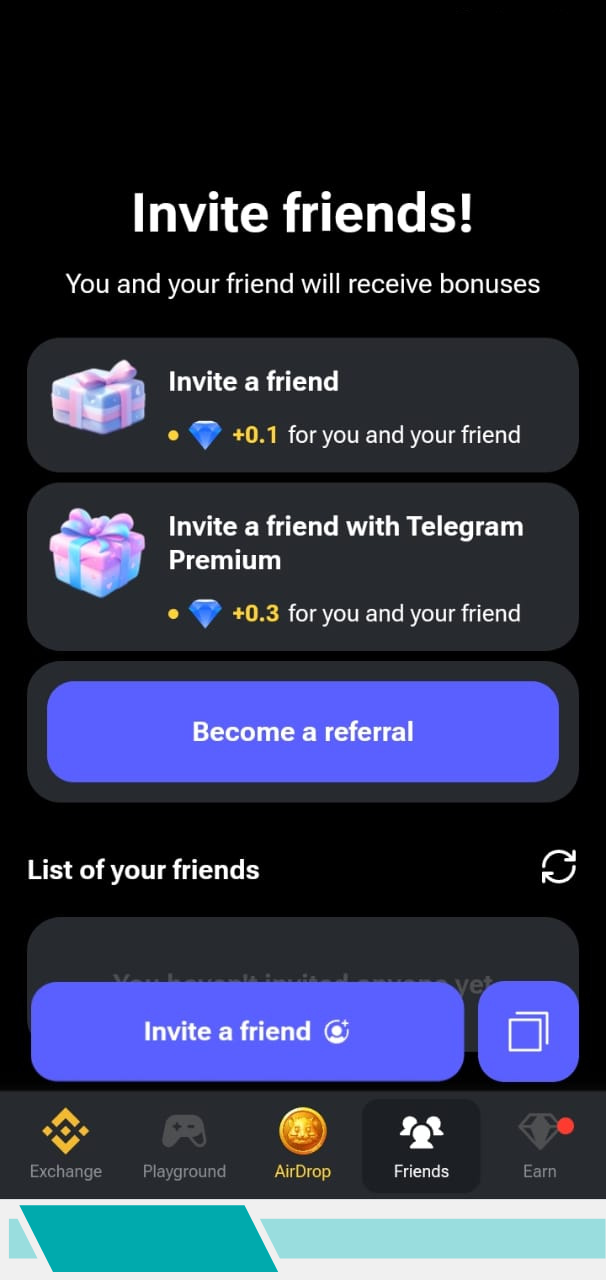 Invite friends!
You and your friend will receive bonuses
Invite a friend
+0.1 for you and your friend
Invite a friend with Telegram
Premium
+0.3 for you and your friend
Become a referral
List of your friends
You haven't invited anyone yet
Invite a friend
Exchange
Playground
AirDrop
Friends
Earn